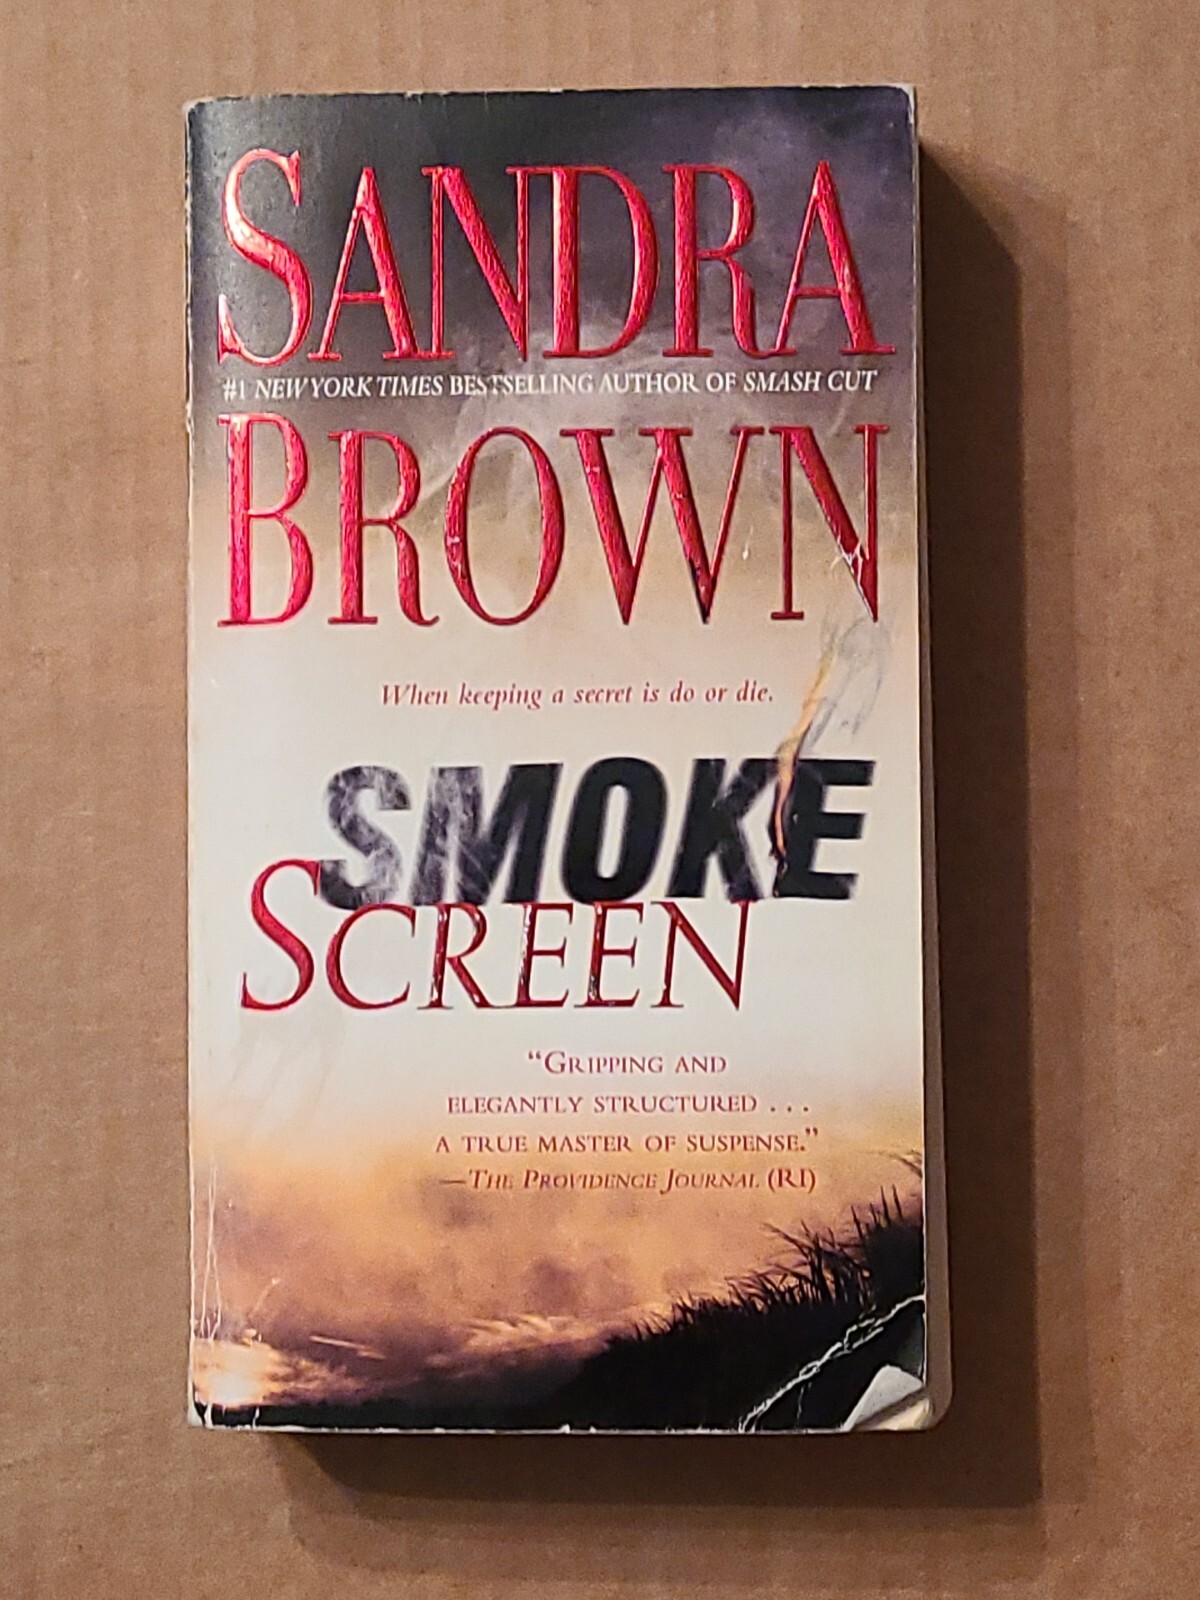 SANDRA
#1 NEW YORK TIMES BESTSELLING AUTHOR OF SMASH CUT
BROWN
When keeping a secret is do or die.
SMOKE
SCREEN
“GRIPPING AND
ELEGANTLY STRUCTURED . . .
A TRUE MASTER OF SUSPENSE.”
—THE PROVIDENCE JOURNAL (RI)